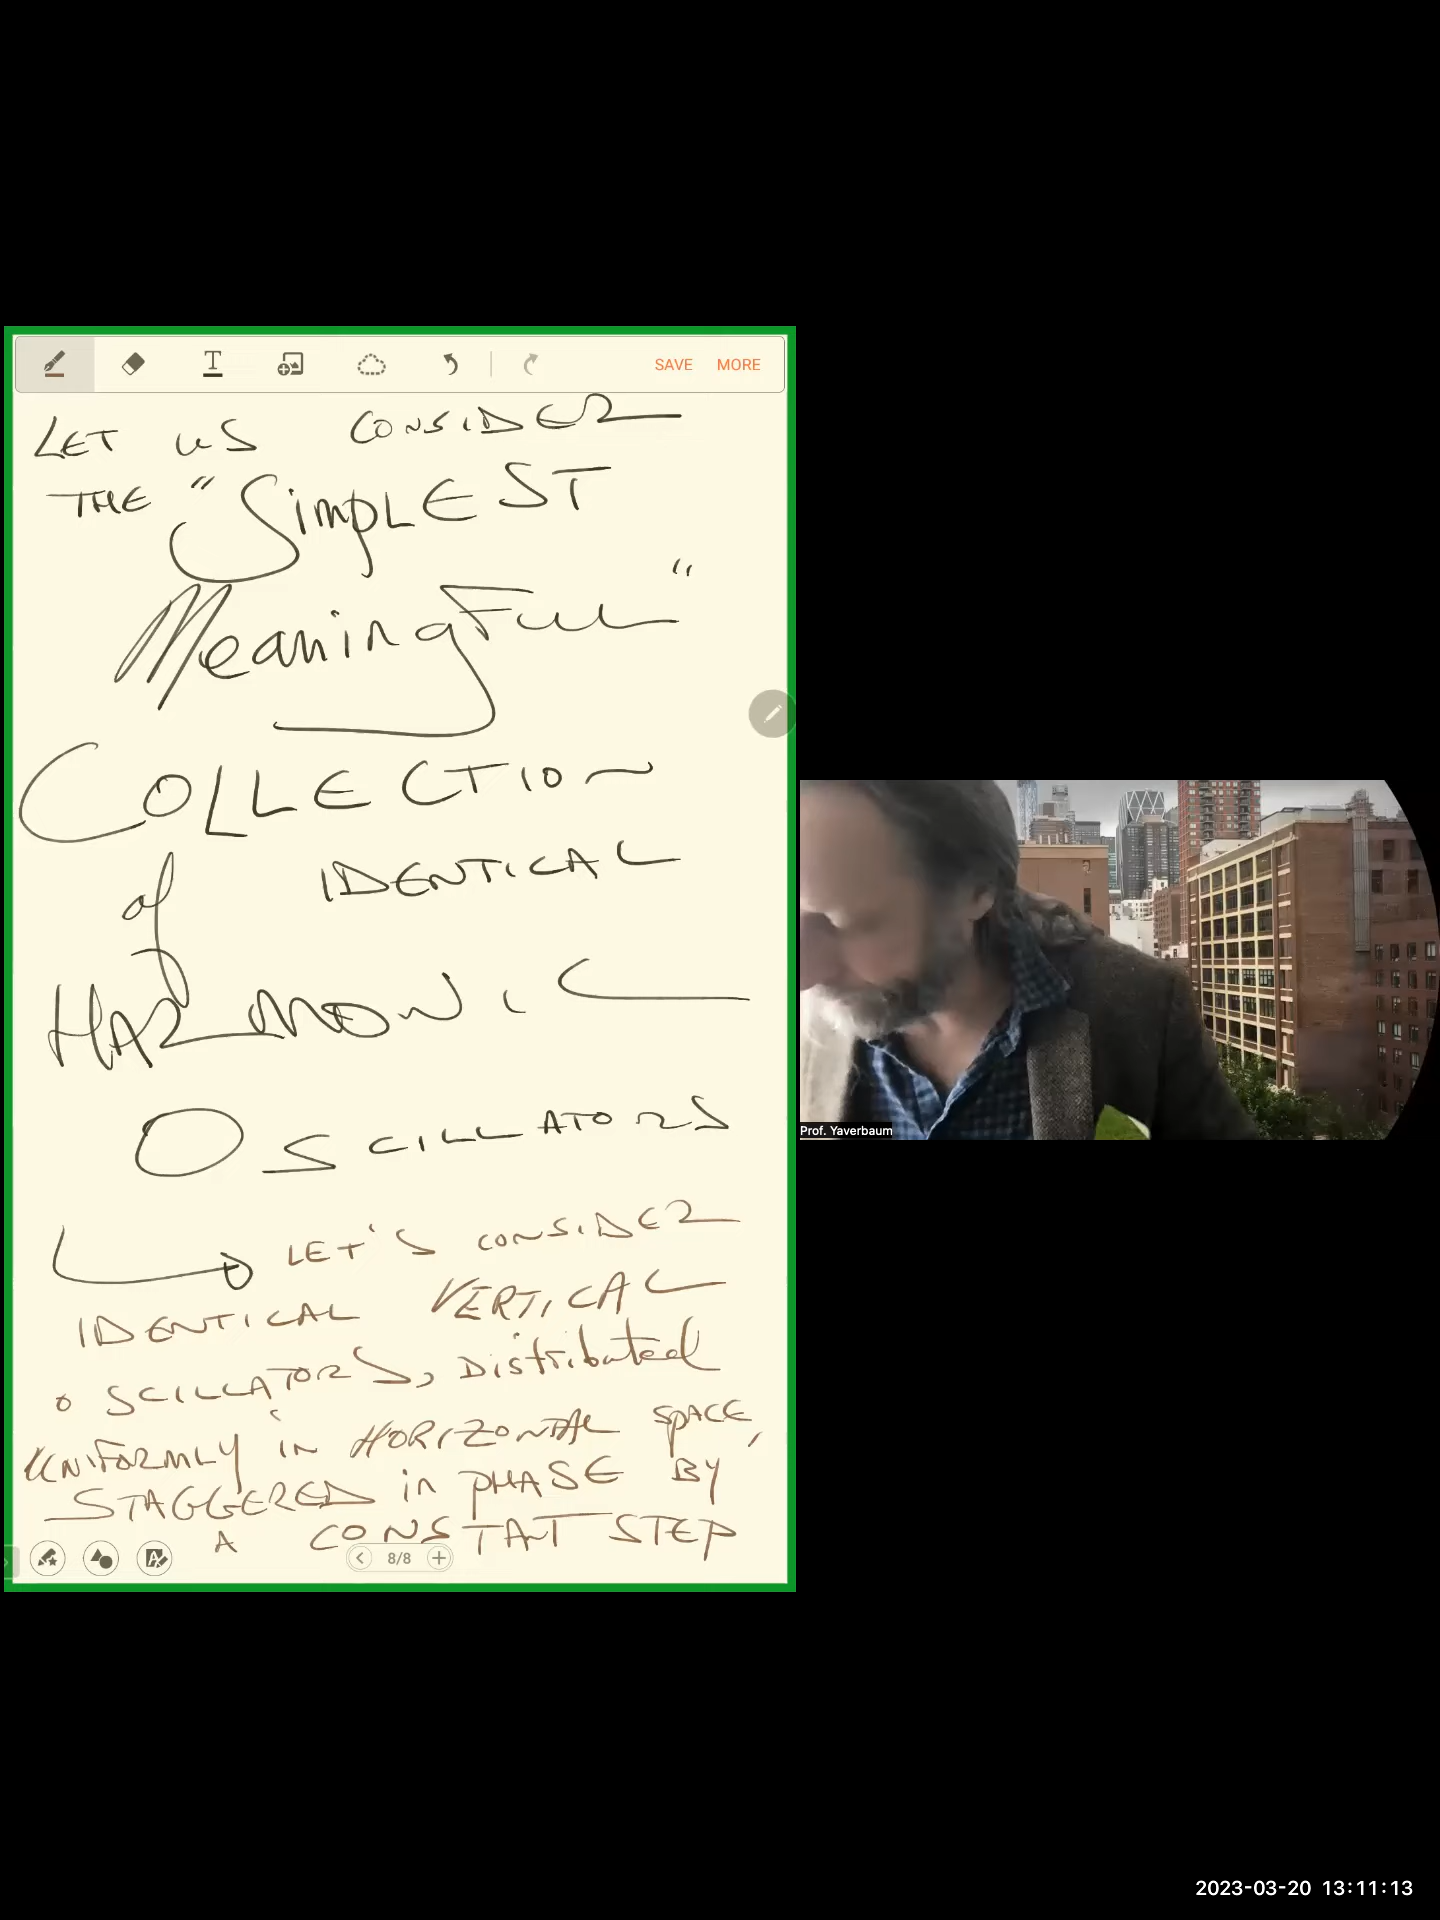 SAVE MORE
LET US CONSIDER
THE "SIMPLEST
MEANINGFUL"
COLLECTION
of IDENTICAL
HARMONIC
OSCILLATORS
LET'S CONSIDER
IDENTICAL VERTICAL
OSCILLATORS, DISTRIBUTED
UNIFORMLY IN HORIZONTAL SPACE,
STAGGERED in PHASE BY
A CONSTANT STEP
8/8
Prof. Yaverbaum
2023-03-20 13:11:13